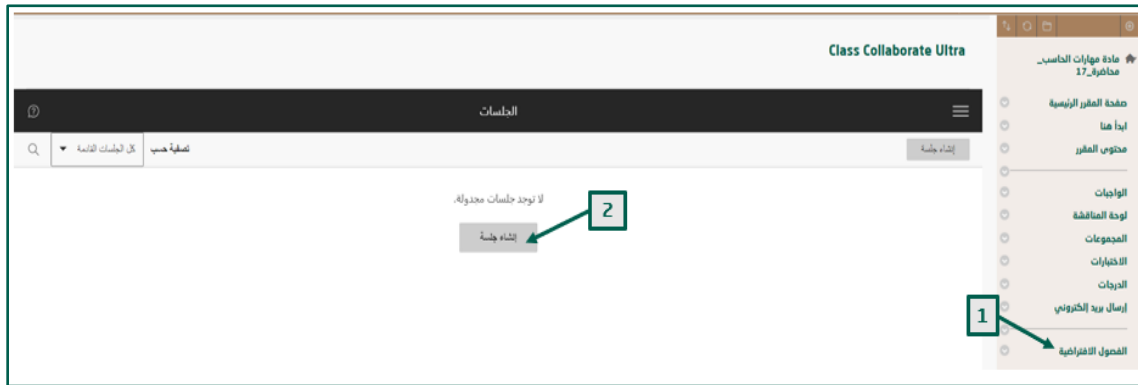 Class Collaborate Ultra
الجلسات
إنشاء جلسة
تصفية حسب
كل الجلسات القادمة
لا توجد جلسات مجدولة.
إنشاء جلسة
2
مادة مهارات الحاسب_
محاضرة_17
صفحة المقرر الرئيسية
ابدأ هنا
محتوى المقرر
الواجبات
لوحة المناقشة
المجموعات
الاختبارات
الدرجات
إرسال بريد إلكتروني
1
الفصول الافتراضية